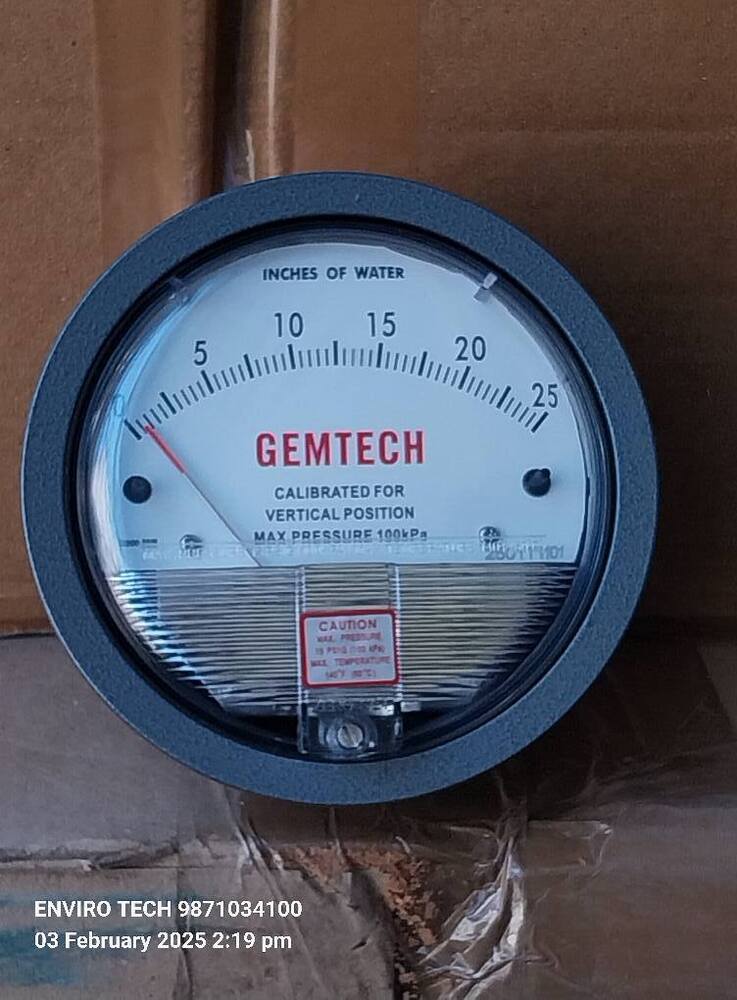 INCHES OF WATER
0 5 10 15 20 25
GEMTECH
CALIBRATED FOR
VERTICAL POSITION
MAX PRESSURE 100kPa
CAUTION
MAX. PRESSURE
MAX. TEMPERATURE
ENVIRO TECH 9871034100
03 February 2025 2:19 pm